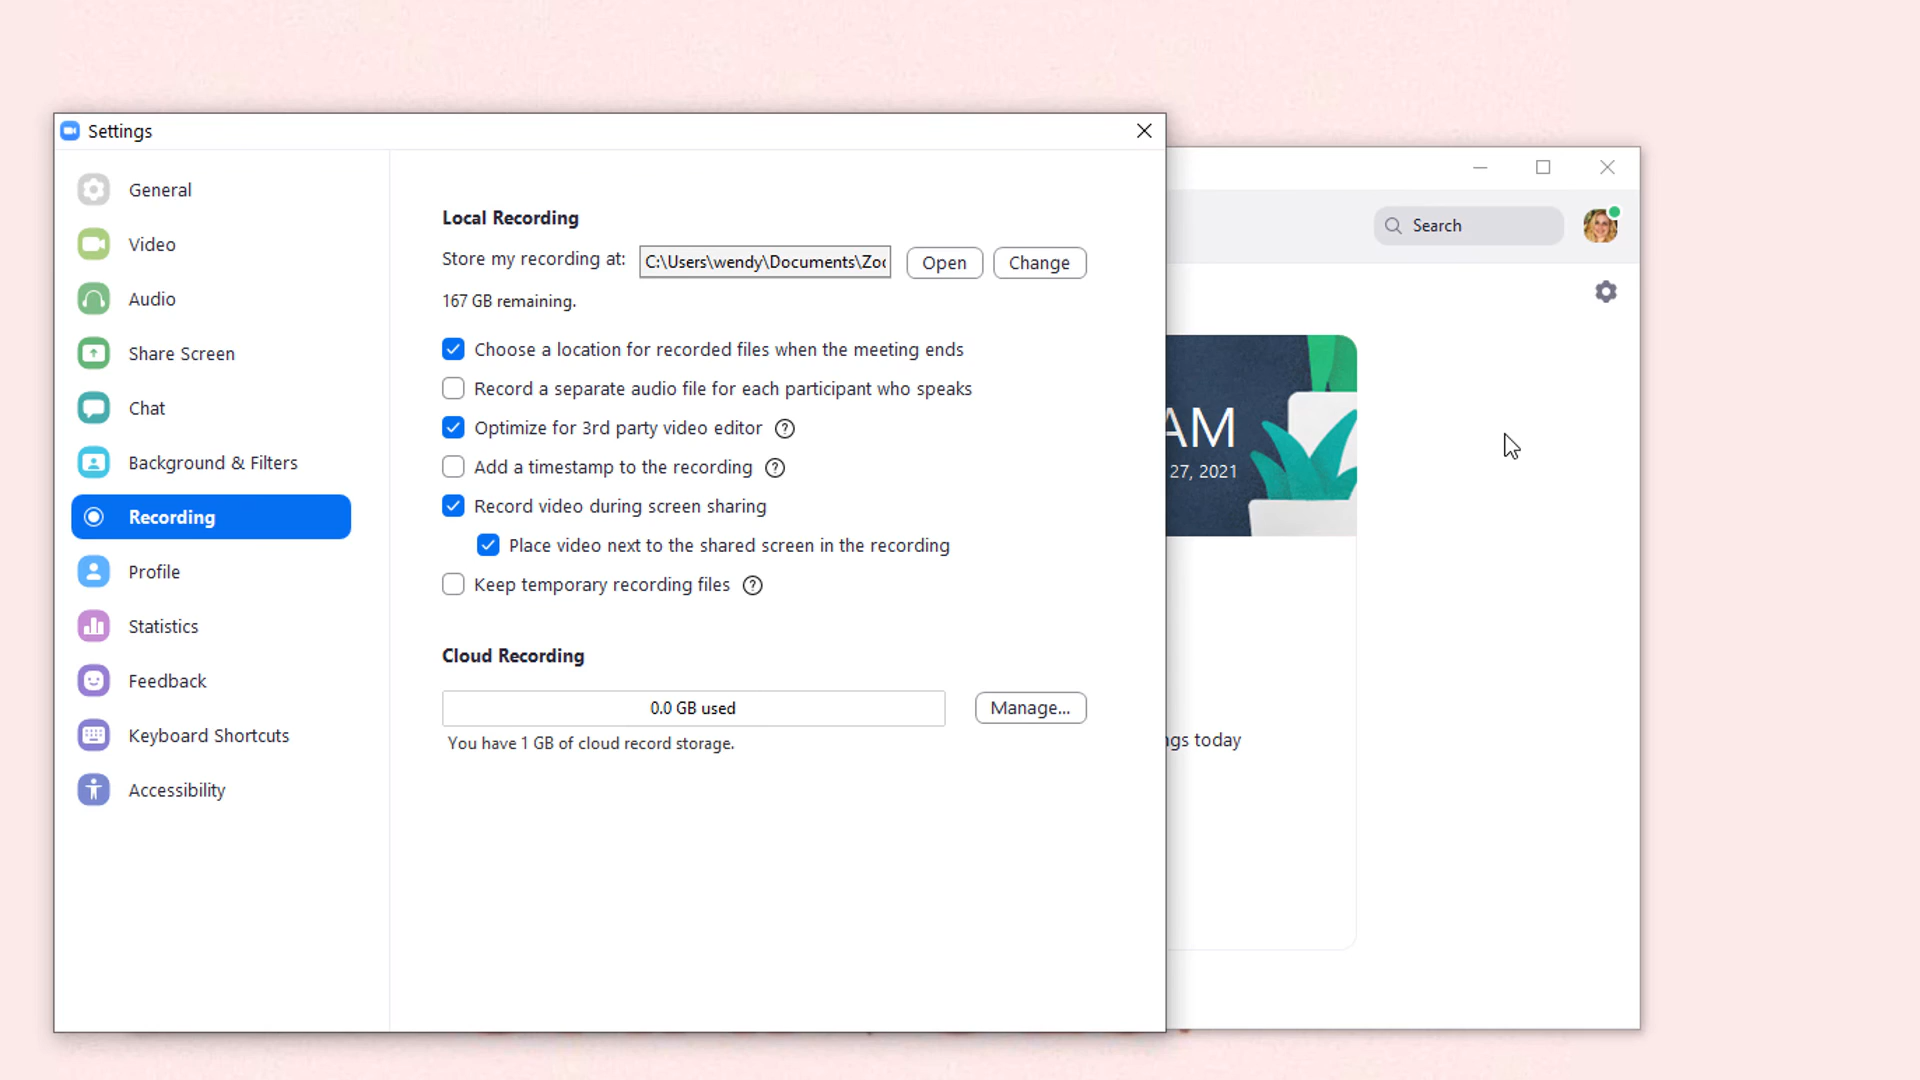 Settings
General
Video
Audio
Share Screen
Chat
Background & Filters
Recording
Profile
Statistics
Feedback
Keyboard Shortcuts
Accessibility
Local Recording
Store my recording at: C:\Users\wendy\Documents\Zoo Open Change
167 GB remaining.
Choose a location for recorded files when the meeting ends
Record a separate audio file for each participant who speaks
Optimize for 3rd party video editor ?
Add a timestamp to the recording ?
Record video during screen sharing
Place video next to the shared screen in the recording
Keep temporary recording files ?
Cloud Recording
0.0 GB used Manage...
You have 1 GB of cloud record storage.
Search
AM
27, 2021
ngs today